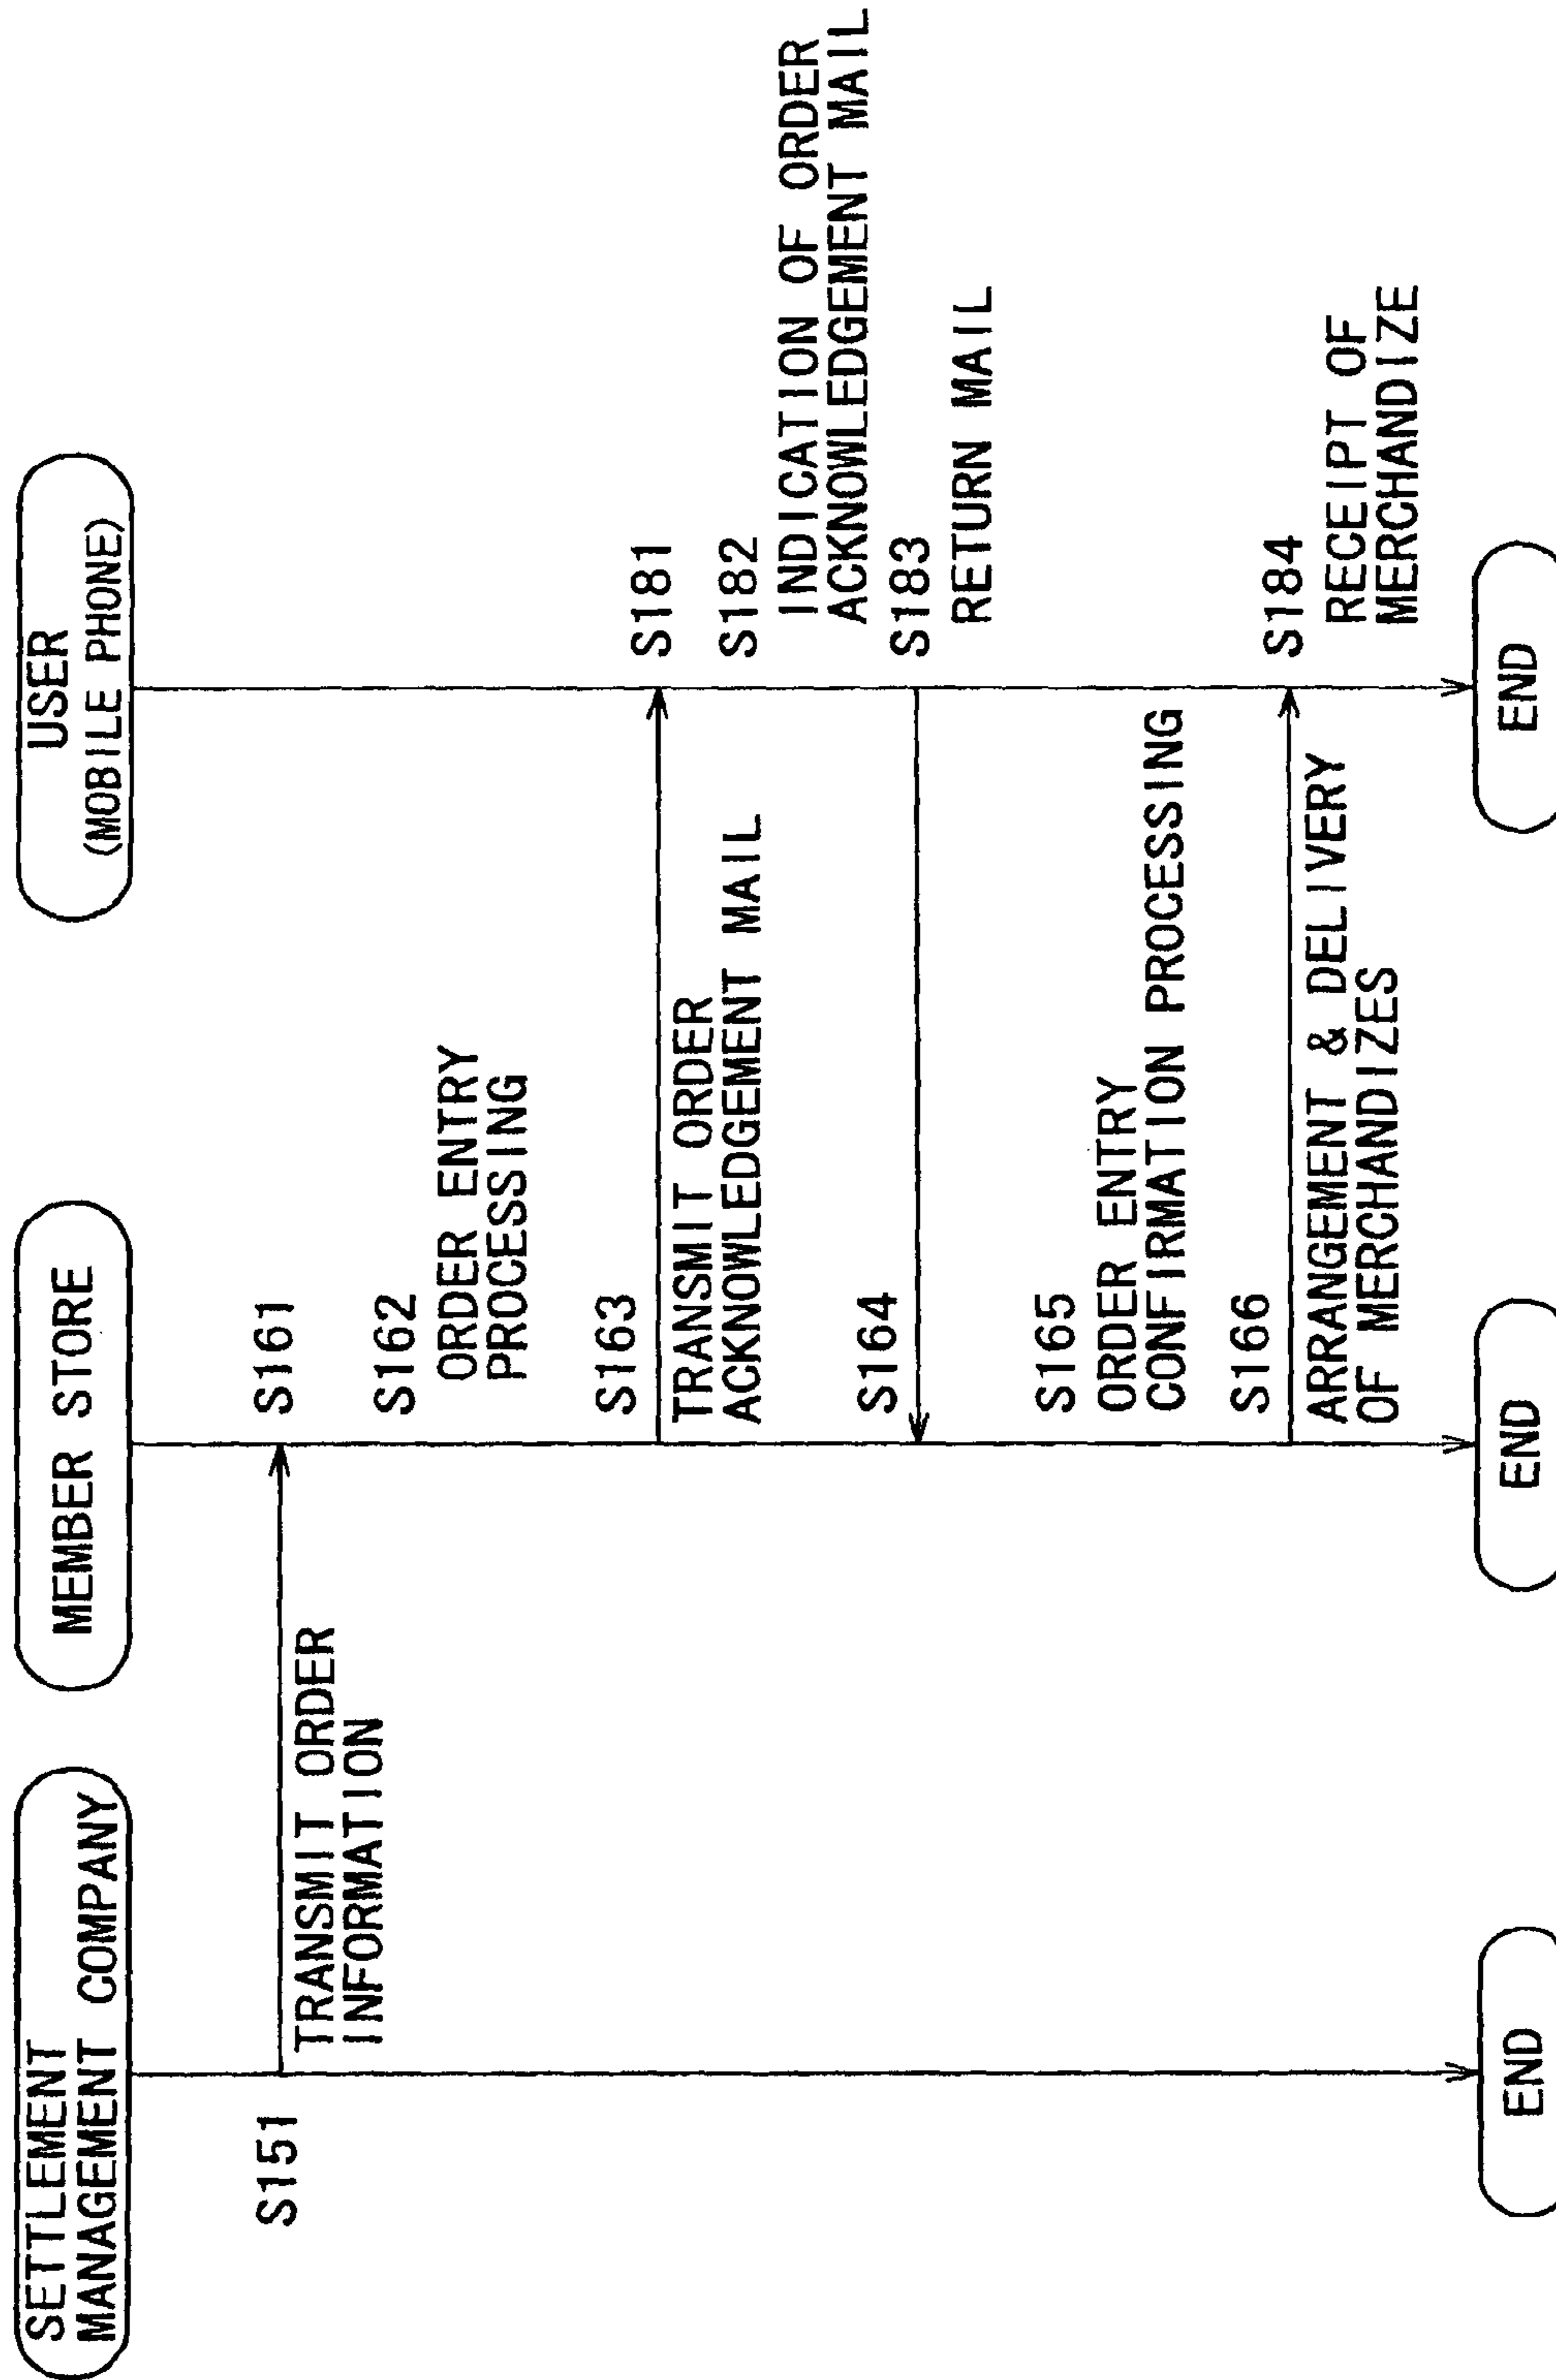 SETTLEMENT
MANAGEMENT COMPANY
MEMBER STORE
USER
(MOBILE PHONE)
S151
TRANSMIT ORDER
INFORMATION
S161
S162
ORDER ENTRY
PROCESSING
S163
TRANSMIT ORDER
ACKNOWLEDGEMENT MAIL
S181
S182
INDICATION OF ORDER
ACKNOWLEDGEMENT MAIL
S183
RETURN MAIL
S164
S165
ORDER ENTRY
CONFIRMATION PROCESSING
S166
ARRANGEMENT & DELIVERY
OF MERCHANDIZES
S184
RECEIPT OF
MERCHANDIZE
END
END
END